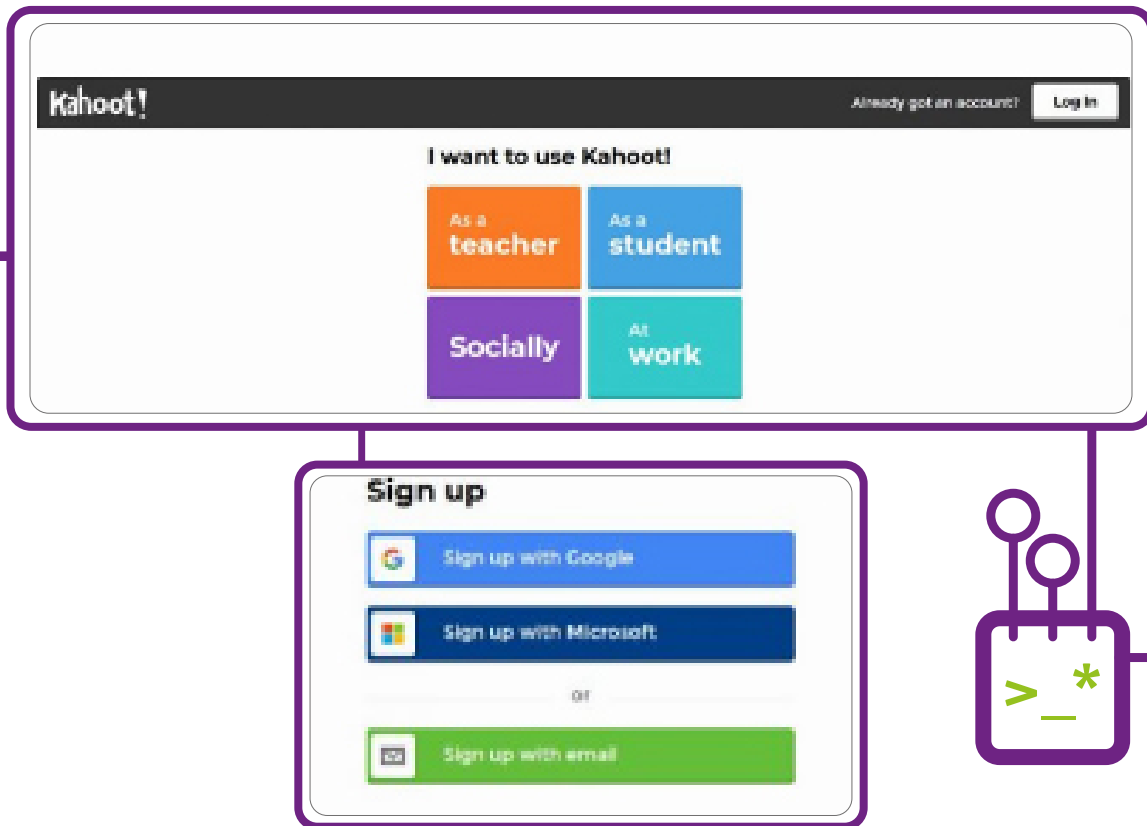 Kahoot!
Already got an account?
Log in
I want to use Kahoot!
As a
teacher
As a
student
Socially
At
work
Sign up
Sign up with Google
Sign up with Microsoft
or
Sign up with email
>_*